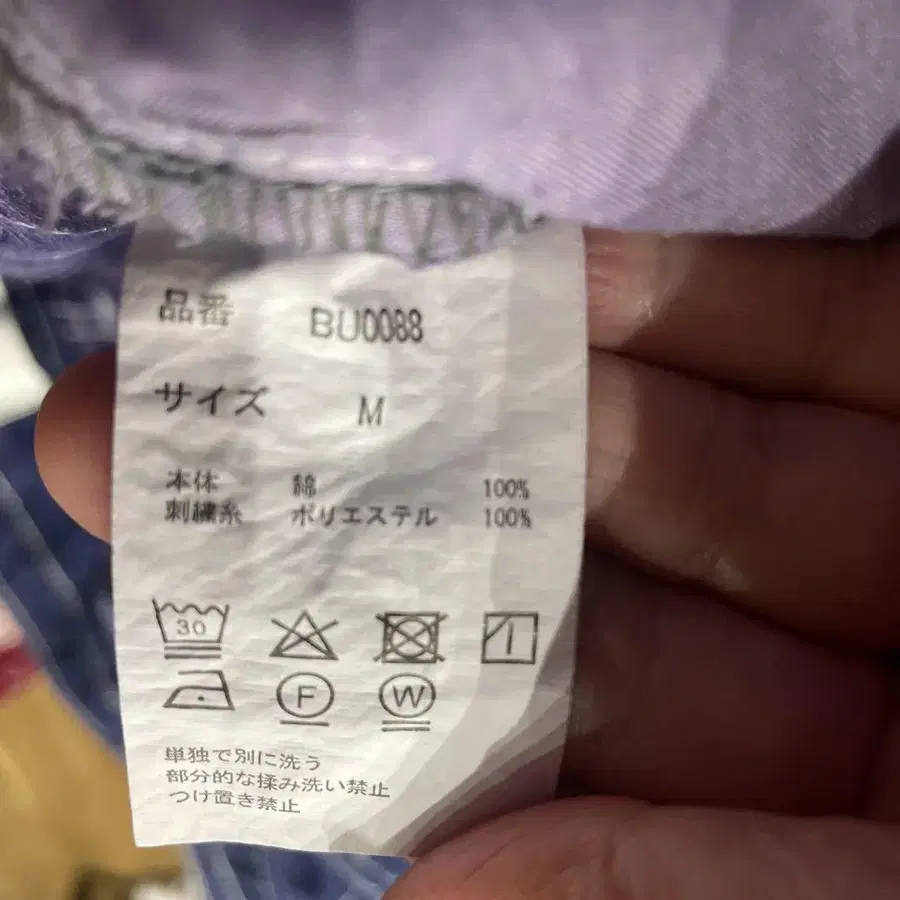 品番 BU0088
サイズ M
本体 綿 100%
刺繍糸 ポリエステル 100%
30
F W
単独で別に洗う
部分的な揉み洗い禁止
つけ置き禁止